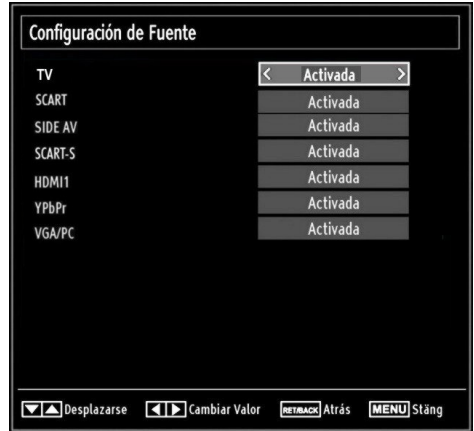 Configuración de Fuente
TV < Activada >
SCART Activada
SIDE AV Activada
SCART-S Activada
HDMI1 Activada
YPbPr Activada
VGA/PC Activada
▼▲ Desplazarse ◀▶ Cambiar Valor RET/BACK Atrás MENU Stäng